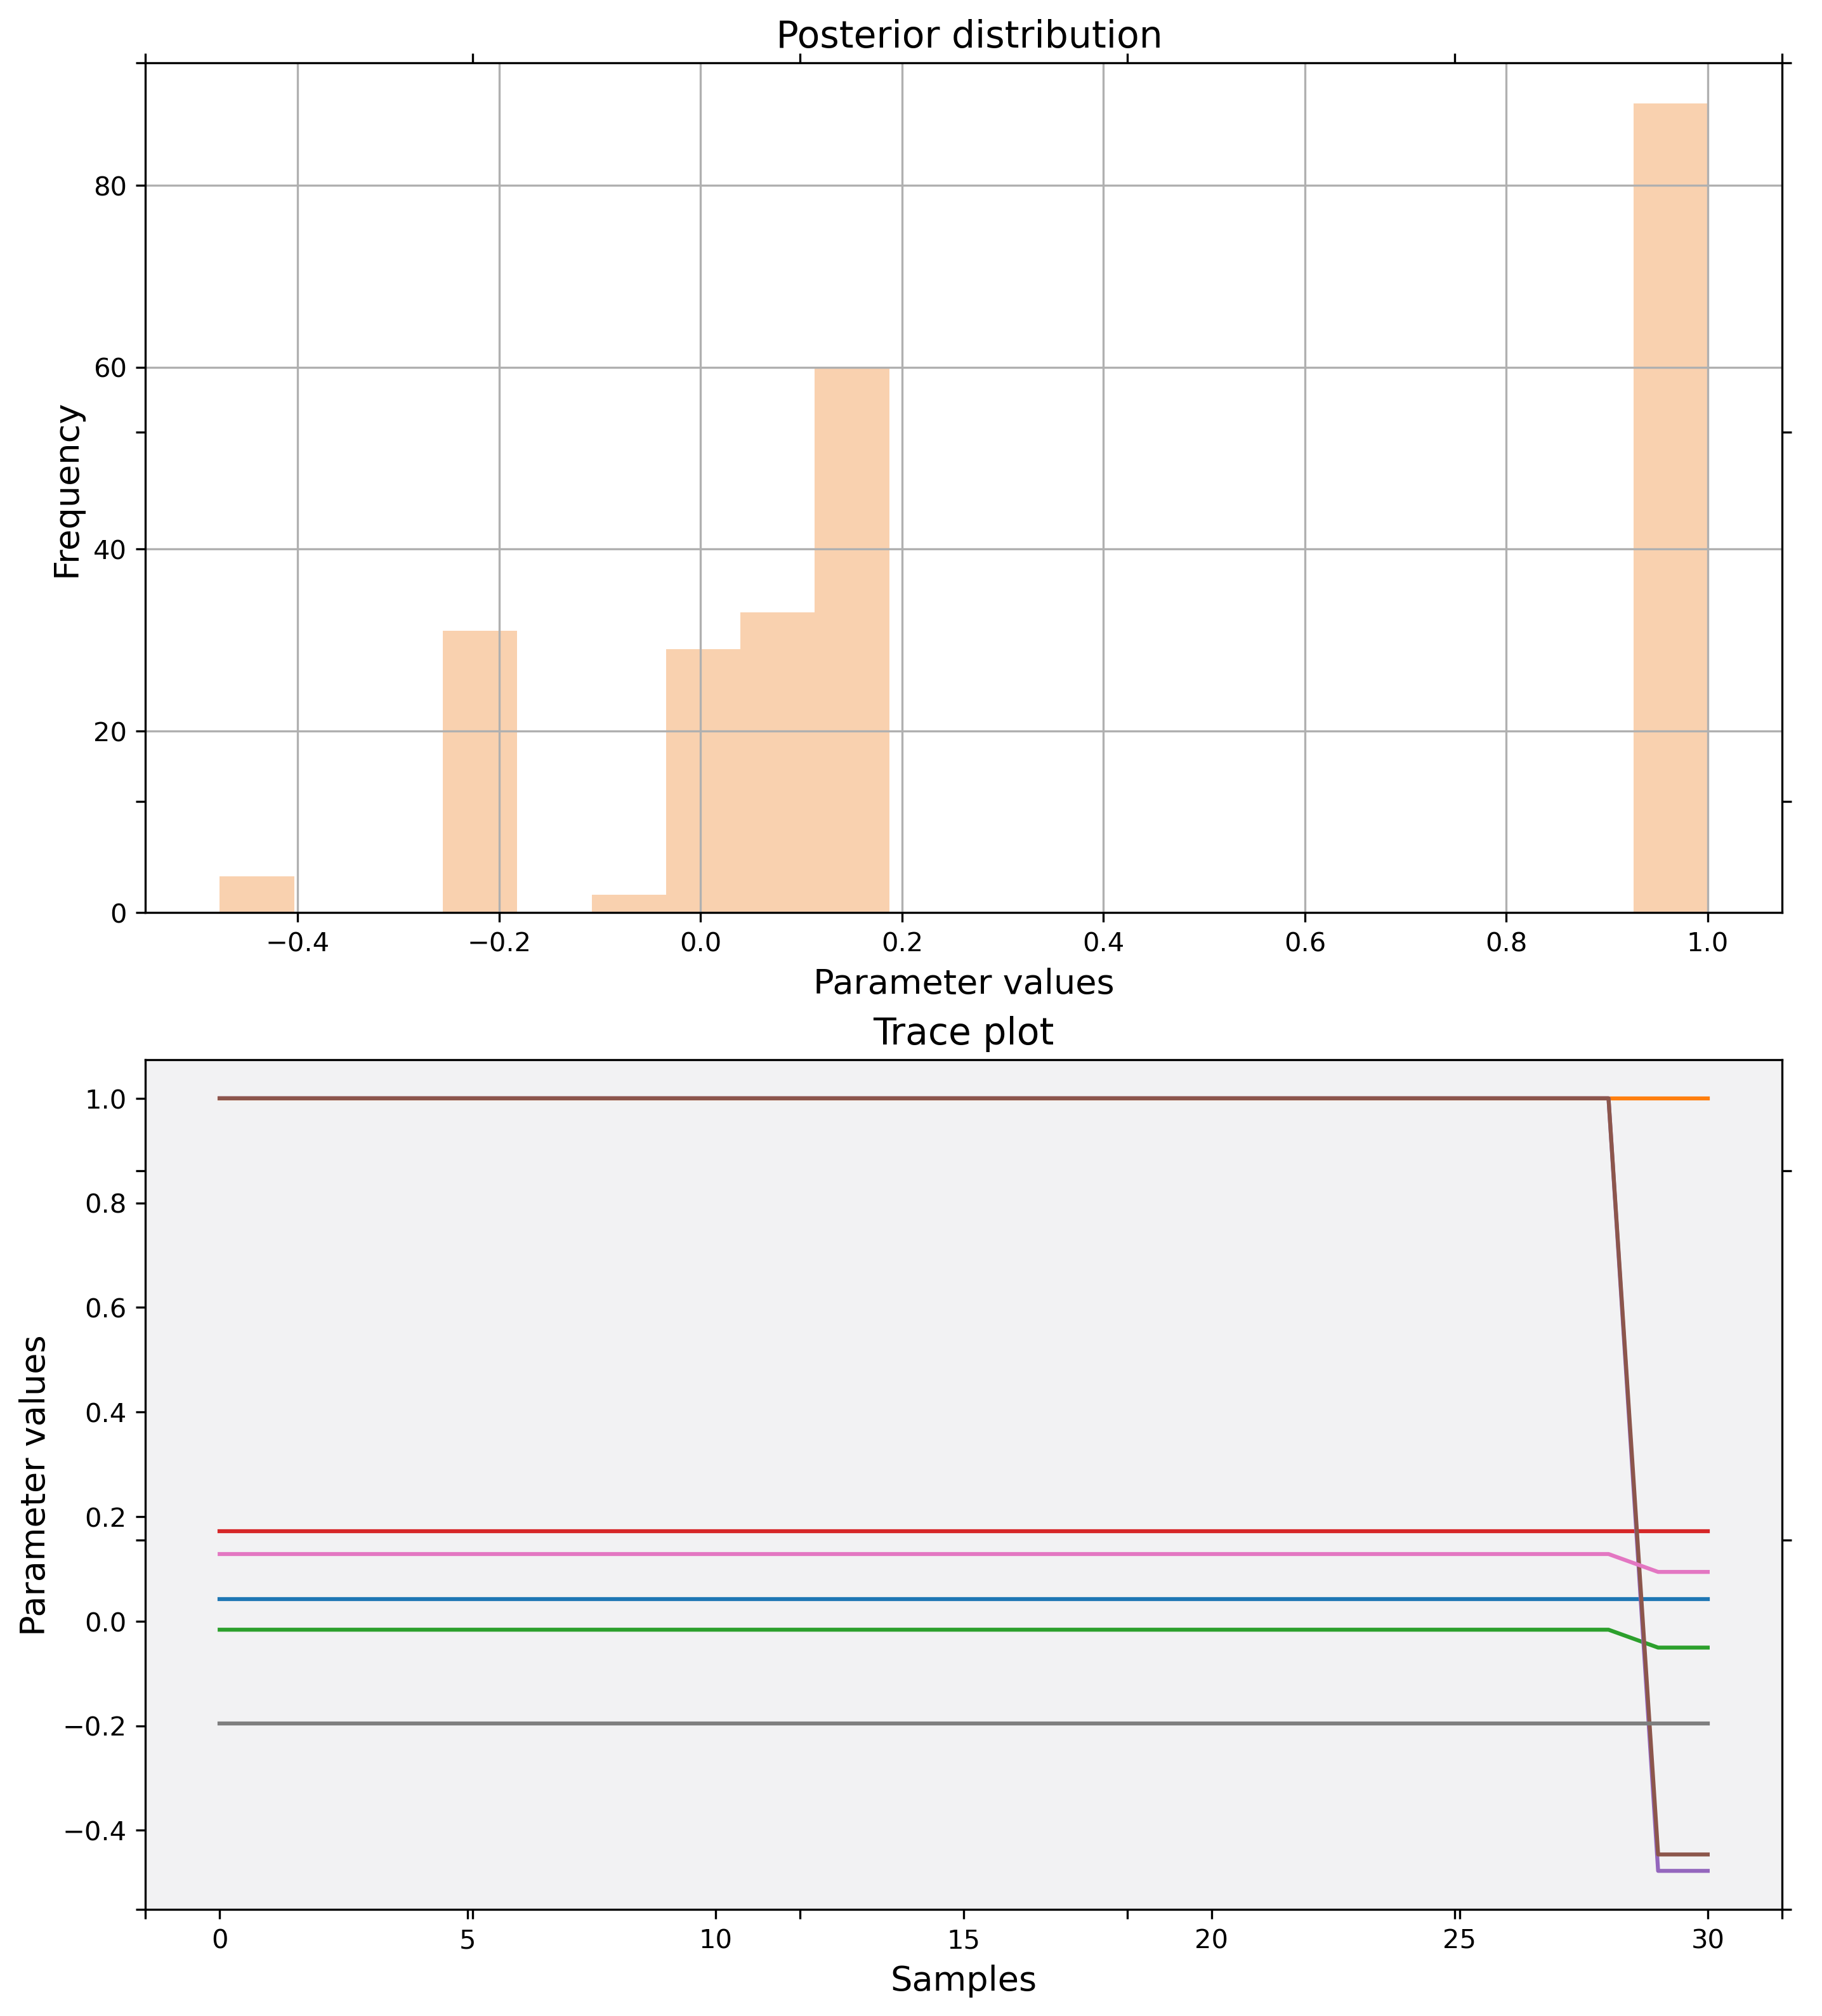 Posterior distribution
Frequency
80
60
40
20
0
−0.4 −0.2 0.0 0.2 0.4 0.6 0.8 1.0
Parameter values
Trace plot
Parameter values
1.0
0.8
0.6
0.4
0.2
0.0
−0.2
−0.4
0 5 10 15 20 25 30
Samples